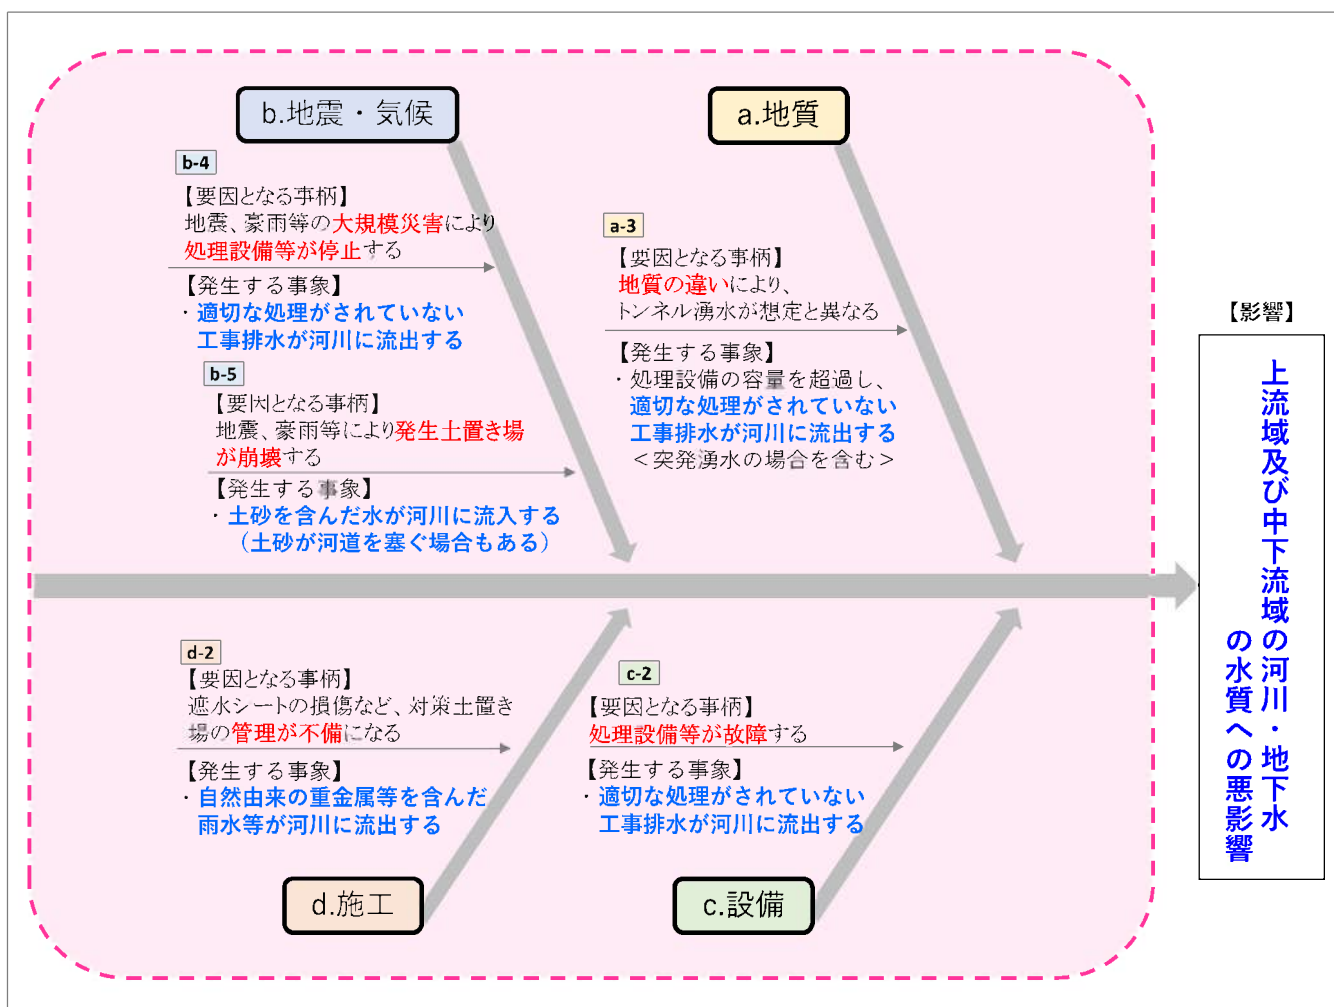 b.地震・気候
b-4
【要因となる事柄】
地震、豪雨等の大規模災害により
処理設備等が停止する
【発生する事象】
・適切な処理がされていない
工事排水が河川に流出する
b-5
【要因となる事柄】
地震、豪雨等により発生土置き場
が崩壊する
【発生する事象】
・土砂を含んだ水が河川に流入する
（土砂が河道を塞ぐ場合もある）
a.地質
a-3
【要因となる事柄】
地質の違いにより、
トンネル湧水が想定と異なる
【発生する事象】
・処理設備の容量を超過し、
適切な処理がされていない
工事排水が河川に流出する
＜突発湧水の場合を含む＞
d-2
【要因となる事柄】
遮水シートの損傷など、対策土置き
場の管理が不備になる
【発生する事象】
・自然由来の重金属等を含んだ
雨水等が河川に流出する
d.施工
c-2
【要因となる事柄】
処理設備等が故障する
【発生する事象】
・適切な処理がされていない
工事排水が河川に流出する
c.設備
【影響】
上流域及び中下流域の河川・地下水
の水質への悪影響